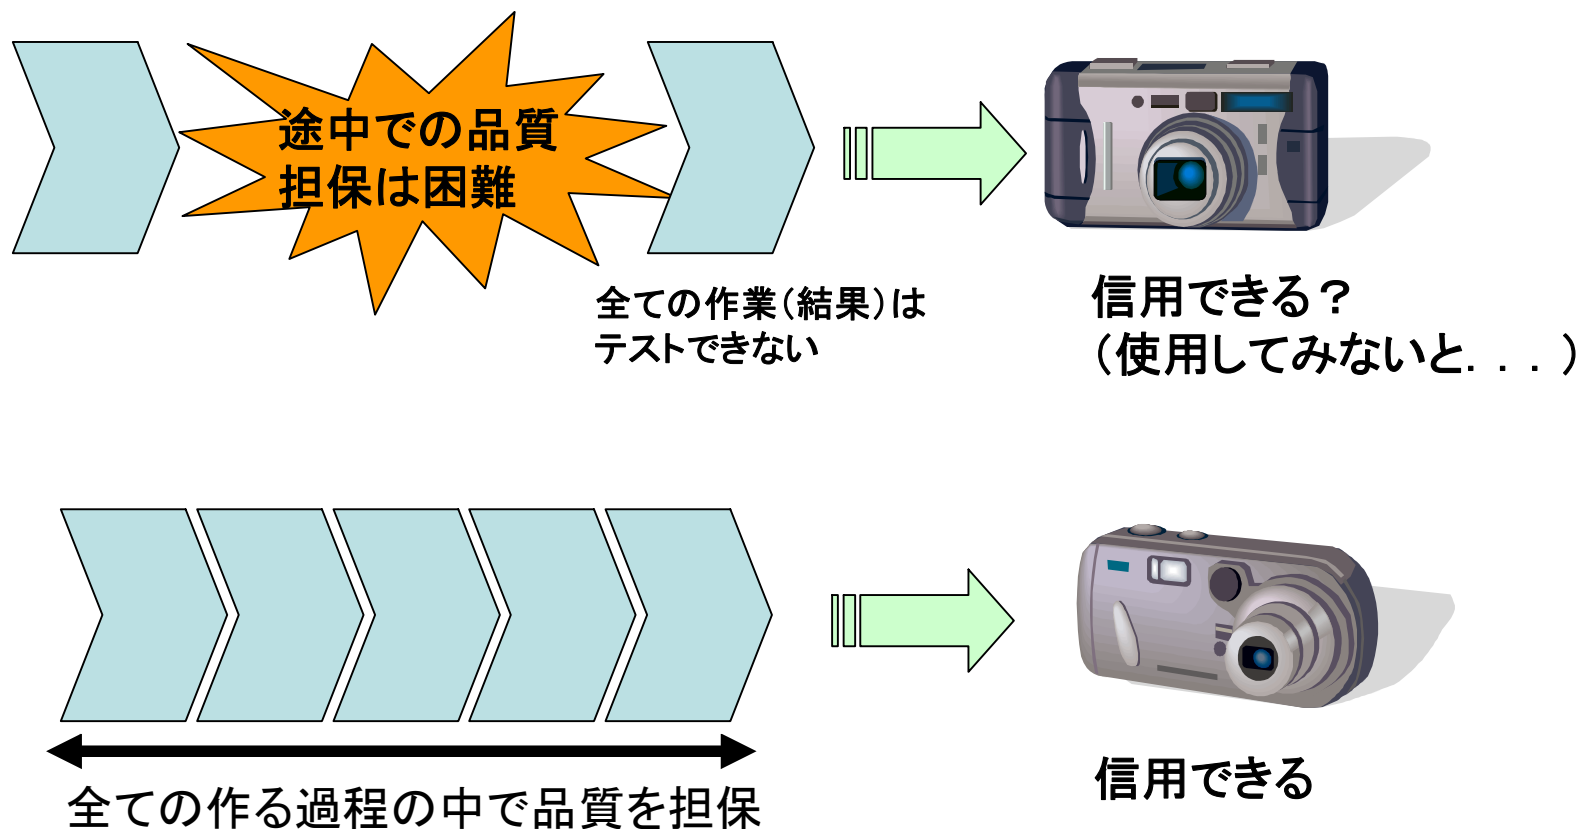 途中での品質
担保は困難
全ての作業(結果)は
テストできない
信用できる?
(使用してみないと...)
全ての作る過程の中で品質を担保
信用できる